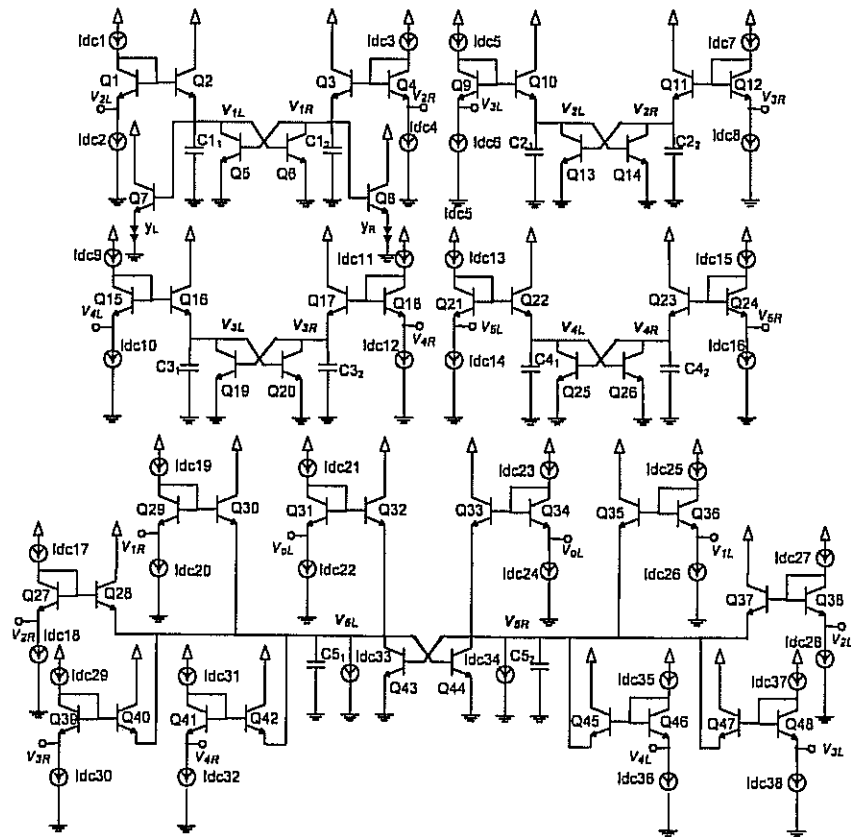 Idc1 Idc3 Idc5 Idc7
Q1 Q2 Q3 Q4 Q9 Q10 Q11 Q12
V2L V1L V1R V2R V3L V2L V2R V3R
Idc2 C11 C12 Idc4 Idc6 C21 C22 Idc8
Q5 Q6 Q13 Q14
Q7 Q8
yL yR Idc5
Idc9 Idc11 Idc13 Idc15
Q15 Q16 Q17 Q18 Q21 Q22 Q23 Q24
V4L V3L V3R V4R V5L V4L V4R V5R
Idc10 Idc12 Idc14 Idc16
C31 C32 C41 C42
Q19 Q20 Q25 Q26
Idc19 Idc21 Idc23 Idc25
Q29 Q30 Q31 Q32 Q33 Q34 Q35 Q36
V1R V0L V0L V1L
Idc17 Idc27
Idc20 Idc22 Idc24 Idc26
Q27 Q28 Q37 Q38
V2R V5L V5R V2L
Idc18 Idc28
C51 Idc33 Idc34 C52
Q43 Q44
Idc29 Idc31 Idc35 Idc37
Q39 Q40 Q41 Q42 Q45 Q46 Q47 Q48
V3R V4R V4L V3L
Idc30 Idc32 Idc36 Idc38